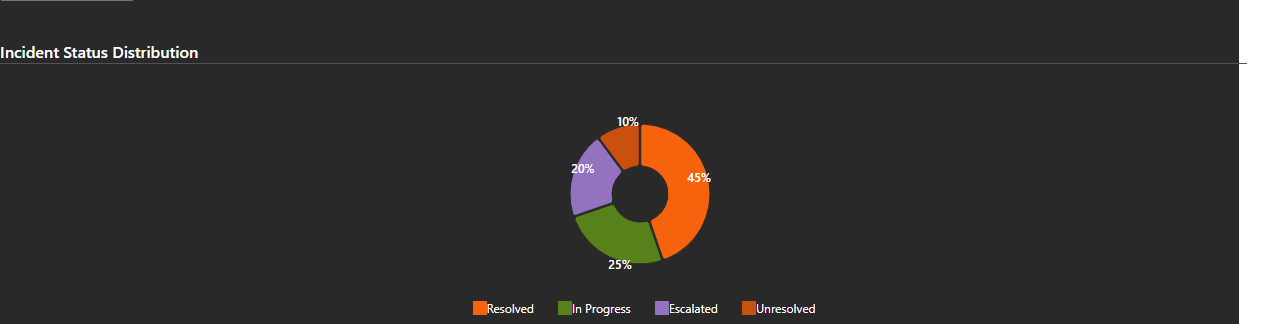 Incident Status Distribution
10%
20%
45%
25%
Resolved In Progress Escalated Unresolved